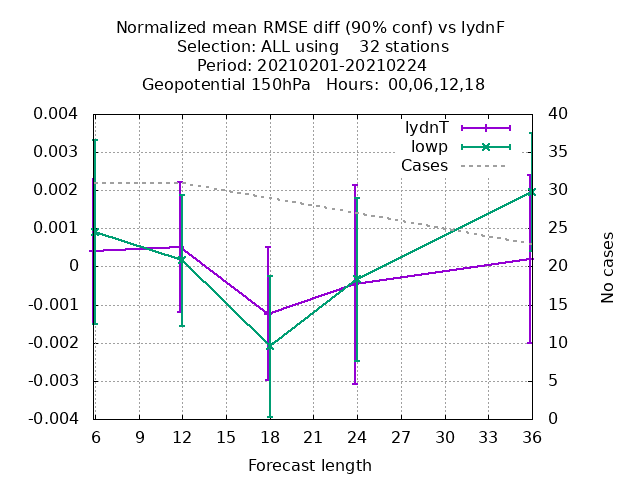 Normalized mean RMSE diff (90% conf) vs lydnF
Selection: ALL using    32 stations
Period: 20210201-20210224
Geopotential 150hPa   Hours: 00,06,12,18
lydnT
lowp
Cases
0.004
0.003
0.002
0.001
0
-0.001
-0.002
-0.003
-0.004
40
35
30
25
20
15
10
5
0
No cases
6 9 12 15 18 21 24 27 30 33 36
Forecast length